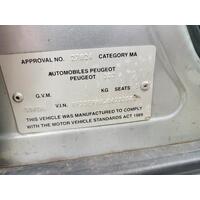 APPROVAL NO. CATEGORY MA
AUTOMOBILES PEUGEOT
PEUGEOT
G.V.M. KG SEATS
V.I.N.
THIS VEHICLE WAS MANUFACTURED TO COMPLY
WITH THE MOTOR VEHICLE STANDARDS ACT 1989